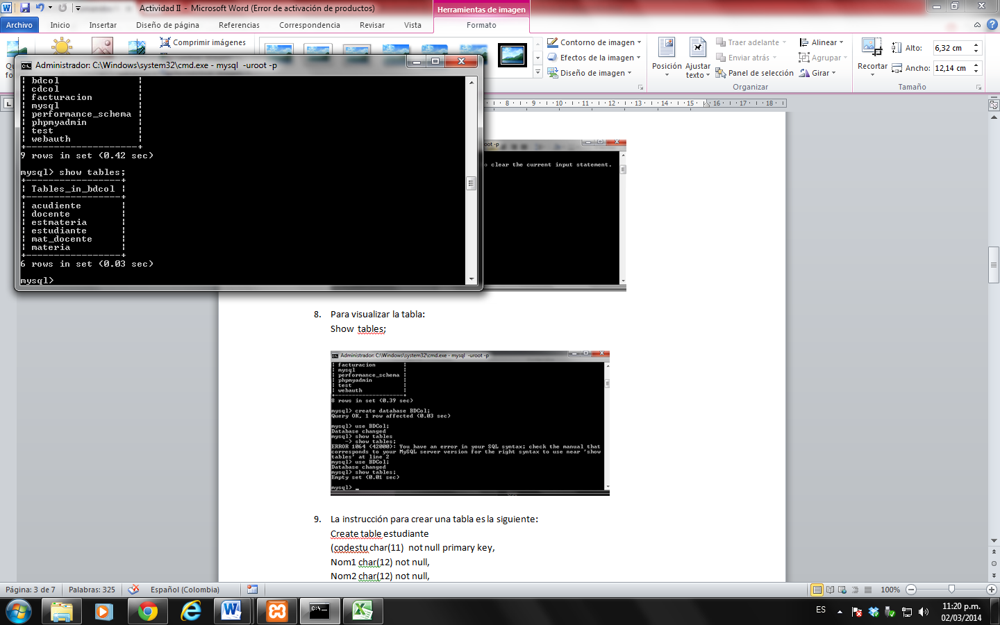 Actividad II - Microsoft Word (Error de activación de productos)
Herramientas de imagen
Archivo
Inicio
Insertar
Diseño de página
Referencias
Correspondencia
Revisar
Vista
Formato
Comprimir imágenes
Contorno de imagen
Efectos de la imagen
Diseño de imagen
Posición
Ajustar texto
Traer adelante
Enviar atrás
Panel de selección
Alinear
Agrupar
Girar
Organizar
Recortar
Alto: 6,32 cm
Ancho: 12,14 cm
Tamaño
Administrador: C:\Windows\system32\cmd.exe - mysql -uroot -p
| bdcol |
| cdcol |
| facturacion |
| mysql |
| performance_schema |
| phpmyadmin |
| test |
| webauth |
+--------------------+
9 rows in set (0.42 sec)
mysql> show tables;
+-----------------+
| Tables_in_bdcol |
+-----------------+
| acudiente |
| docente |
| estmateria |
| estudiante |
| mat_docente |
| materia |
+-----------------+
6 rows in set (0.03 sec)
mysql>
8 9 10 11 12 13 14 15 16 17 18
root -p
o clear the current input statement.
8. Para visualizar la tabla:
Show tables;
Administrador: C:\Windows\system32\cmd.exe - mysql -uroot -p
| facturacion |
| mysql |
| performance_schema |
| phpmyadmin |
| test |
| webauth |
+--------------------+
8 rows in set (0.39 sec)
mysql> create database BDCol;
Query OK, 1 row affected (0.03 sec)
mysql> use BDCol;
Database changed
mysql> show tables
-> show tables;
ERROR 1064 (42000): You have an error in your SQL syntax; check the manual that
corresponds to your MySQL server version for the right syntax to use near 'show
tables' at line 2
mysql> use BDCol;
Database changed
mysql> show tables;
Empty set (0.01 sec)
mysql> _
9. La instrucción para crear una tabla es la siguiente:
Create table estudiante
(codestu char(11) not null primary key,
Nom1 char(12) not null,
Nom2 char(12) not null,
Página: 3 de 7
Palabras: 325
Español (Colombia)
100%
ES
11:20 p.m.
02/03/2014